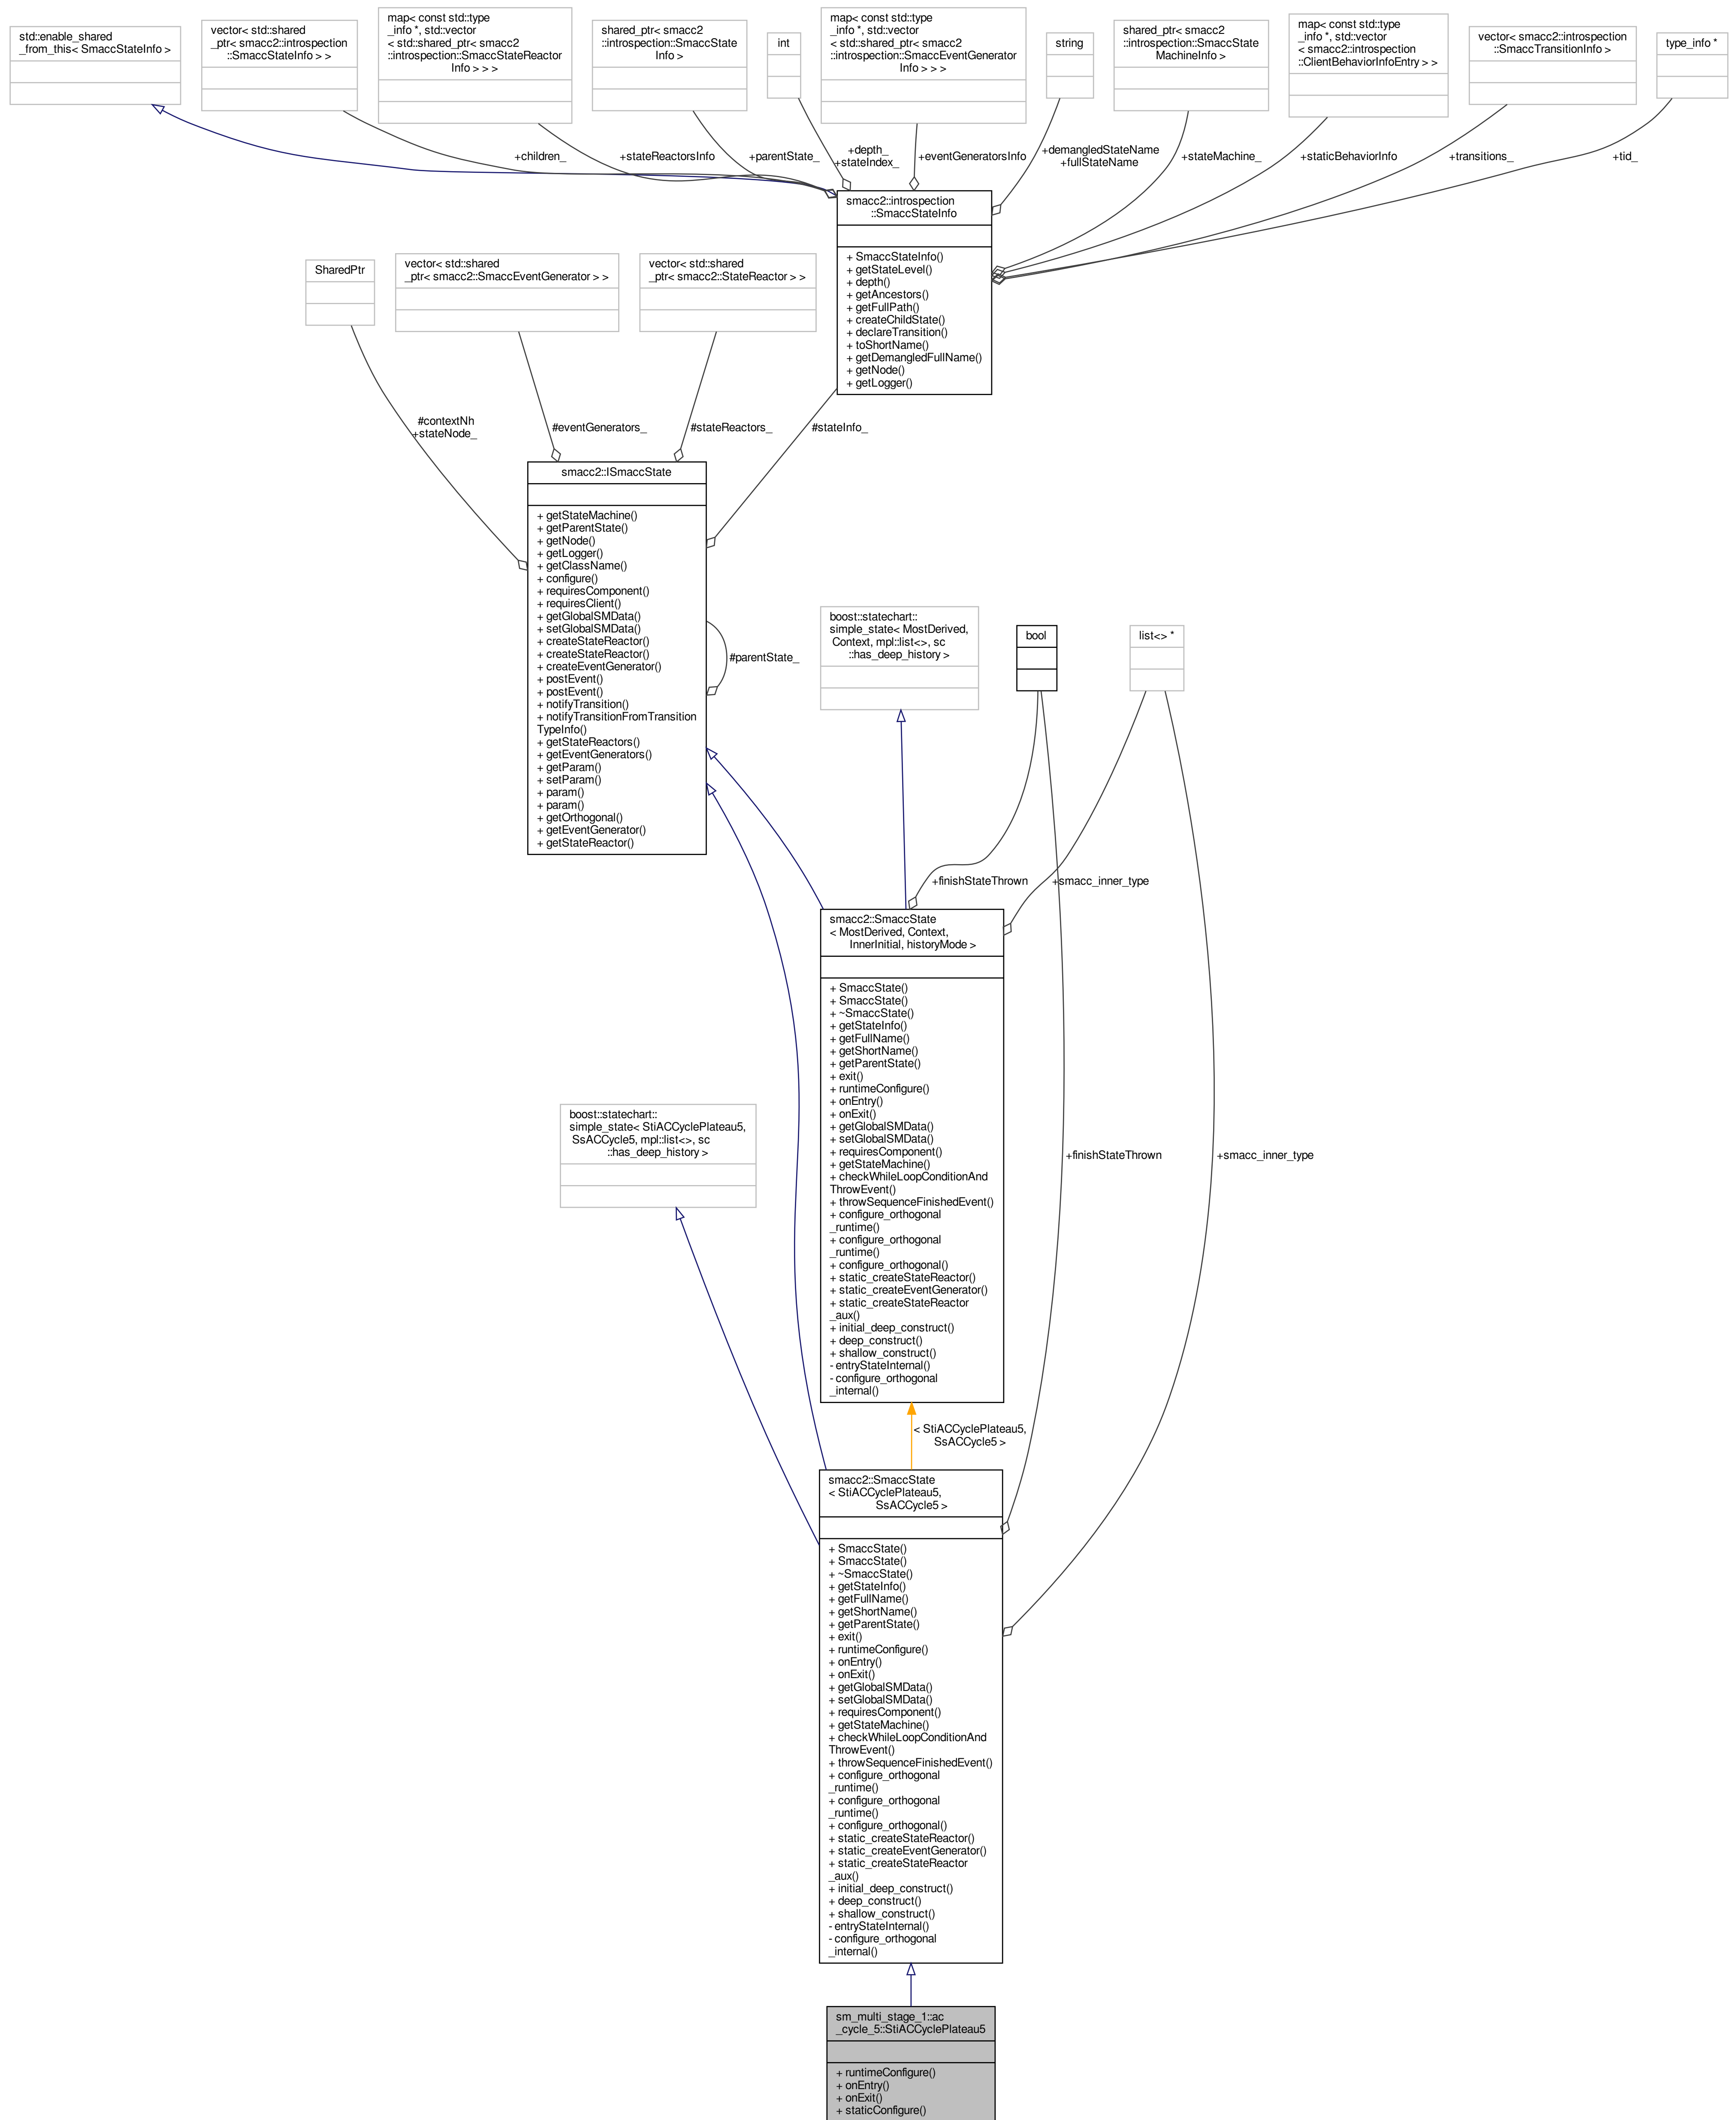 std::enable_shared
_from_this< SmaccStateInfo >
vector< std::shared
_ptr< smacc2::introspection
::SmaccStateInfo > >
map< const std::type
_info *, std::vector
< std::shared_ptr< smacc2
::introspection::SmaccStateReactor
Info > > >
shared_ptr< smacc2
::introspection::SmaccState
Info >
int
map< const std::type
_info *, std::vector
< std::shared_ptr< smacc2
::introspection::SmaccEventGenerator
Info > > >
string
shared_ptr< smacc2
::introspection::SmaccState
MachineInfo >
map< const std::type
_info *, std::vector
< smacc2::introspection
::ClientBehaviorInfoEntry > >
vector< smacc2::introspection
::SmaccTransitionInfo >
type_info *
+children_
+stateReactorsInfo
+parentState_
+depth_
+stateIndex_
+eventGeneratorsInfo
+demangledStateName
+fullStateName
+stateMachine_
+staticBehaviorInfo
+transitions_
+tid_
smacc2::introspection
::SmaccStateInfo
+ SmaccStateInfo()
+ getStateLevel()
+ depth()
+ getAncestors()
+ getFullPath()
+ createChildState()
+ declareTransition()
+ toShortName()
+ getDemangledFullName()
+ getNode()
+ getLogger()
SharedPtr
vector< std::shared
_ptr< smacc2::SmaccEventGenerator > >
vector< std::shared
_ptr< smacc2::StateReactor > >
#contextNh
+stateNode_
#eventGenerators_
#stateReactors_
#stateInfo_
smacc2::ISmaccState
+ getStateMachine()
+ getParentState()
+ getNode()
+ getLogger()
+ getClassName()
+ configure()
+ requiresComponent()
+ requiresClient()
+ getGlobalSMData()
+ setGlobalSMData()
+ createStateReactor()
+ createStateReactor()
+ createEventGenerator()
+ postEvent()
+ postEvent()
+ notifyTransition()
+ notifyTransitionFromTransition
TypeInfo()
+ getStateReactors()
+ getEventGenerators()
+ getParam()
+ setParam()
+ param()
+ param()
+ getOrthogonal()
+ getEventGenerator()
+ getStateReactor()
#parentState_
boost::statechart::
simple_state< MostDerived,
Context, mpl::list<>, sc
::has_deep_history >
bool
list<> *
+finishStateThrown
+smacc_inner_type
smacc2::SmaccState
< MostDerived, Context,
InnerInitial, historyMode >
+ SmaccState()
+ SmaccState()
+ ~SmaccState()
+ getStateInfo()
+ getFullName()
+ getShortName()
+ getParentState()
+ exit()
+ runtimeConfigure()
+ onEntry()
+ onExit()
+ getGlobalSMData()
+ setGlobalSMData()
+ requiresComponent()
+ getStateMachine()
+ checkWhileLoopConditionAnd
ThrowEvent()
+ throwSequenceFinishedEvent()
+ configure_orthogonal
_runtime()
+ configure_orthogonal
_runtime()
+ configure_orthogonal()
+ static_createStateReactor()
+ static_createEventGenerator()
+ static_createStateReactor
_aux()
+ initial_deep_construct()
+ deep_construct()
+ shallow_construct()
- entryStateInternal()
- configure_orthogonal
_internal()
boost::statechart::
simple_state< StiACCyclePlateau5,
SsACCycle5, mpl::list<>, sc
::has_deep_history >
+finishStateThrown
+smacc_inner_type
< StiACCyclePlateau5,
SsACCycle5 >
smacc2::SmaccState
< StiACCyclePlateau5,
SsACCycle5 >
+ SmaccState()
+ SmaccState()
+ ~SmaccState()
+ getStateInfo()
+ getFullName()
+ getShortName()
+ getParentState()
+ exit()
+ runtimeConfigure()
+ onEntry()
+ onExit()
+ getGlobalSMData()
+ setGlobalSMData()
+ requiresComponent()
+ getStateMachine()
+ checkWhileLoopConditionAnd
ThrowEvent()
+ throwSequenceFinishedEvent()
+ configure_orthogonal
_runtime()
+ configure_orthogonal
_runtime()
+ configure_orthogonal()
+ static_createStateReactor()
+ static_createEventGenerator()
+ static_createStateReactor
_aux()
+ initial_deep_construct()
+ deep_construct()
+ shallow_construct()
- entryStateInternal()
- configure_orthogonal
_internal()
sm_multi_stage_1::ac
_cycle_5::StiACCyclePlateau5
+ runtimeConfigure()
+ onEntry()
+ onExit()
+ staticConfigure()